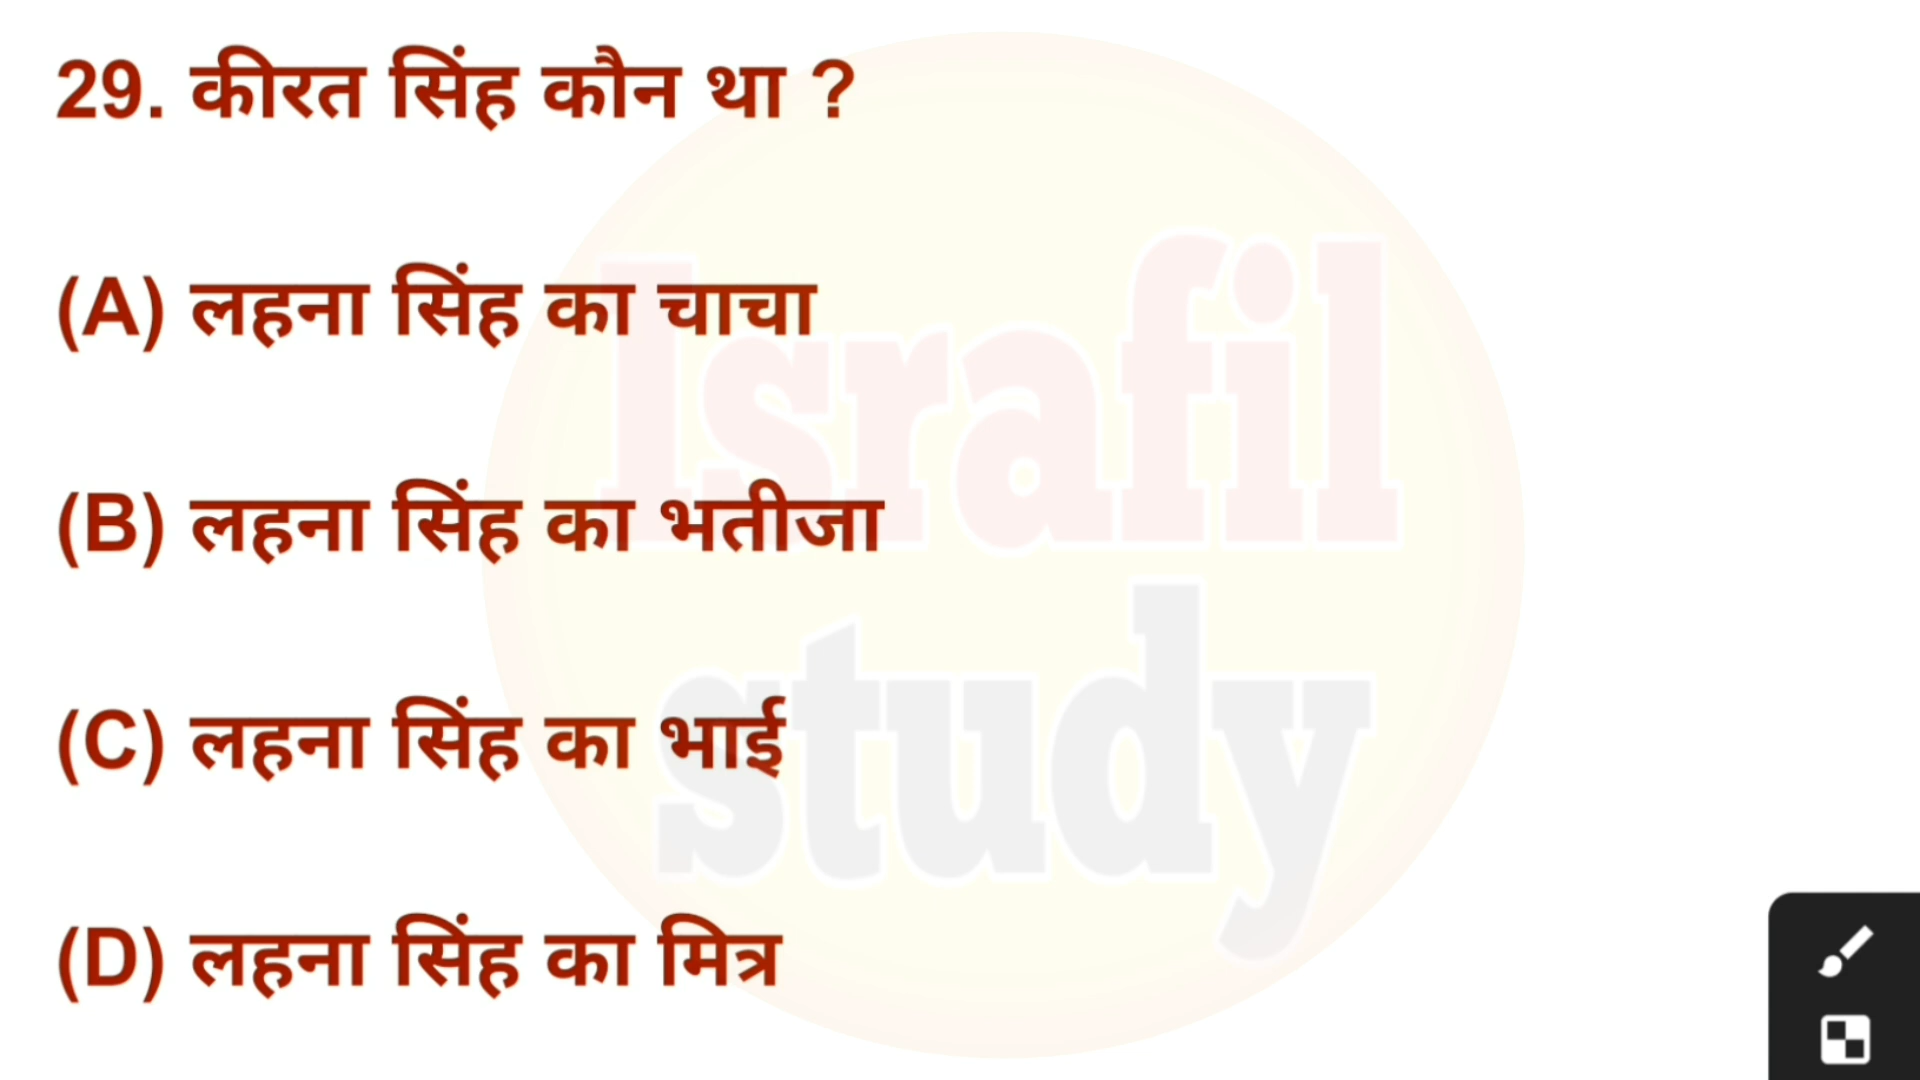 29. कीरत सिंह कौन था ?
(A) लहना सिंह का चाचा
(B) लहना सिंह का भतीजा
(C) लहना सिंह का भाई
(D) लहना सिंह का मित्र
Israfil
study